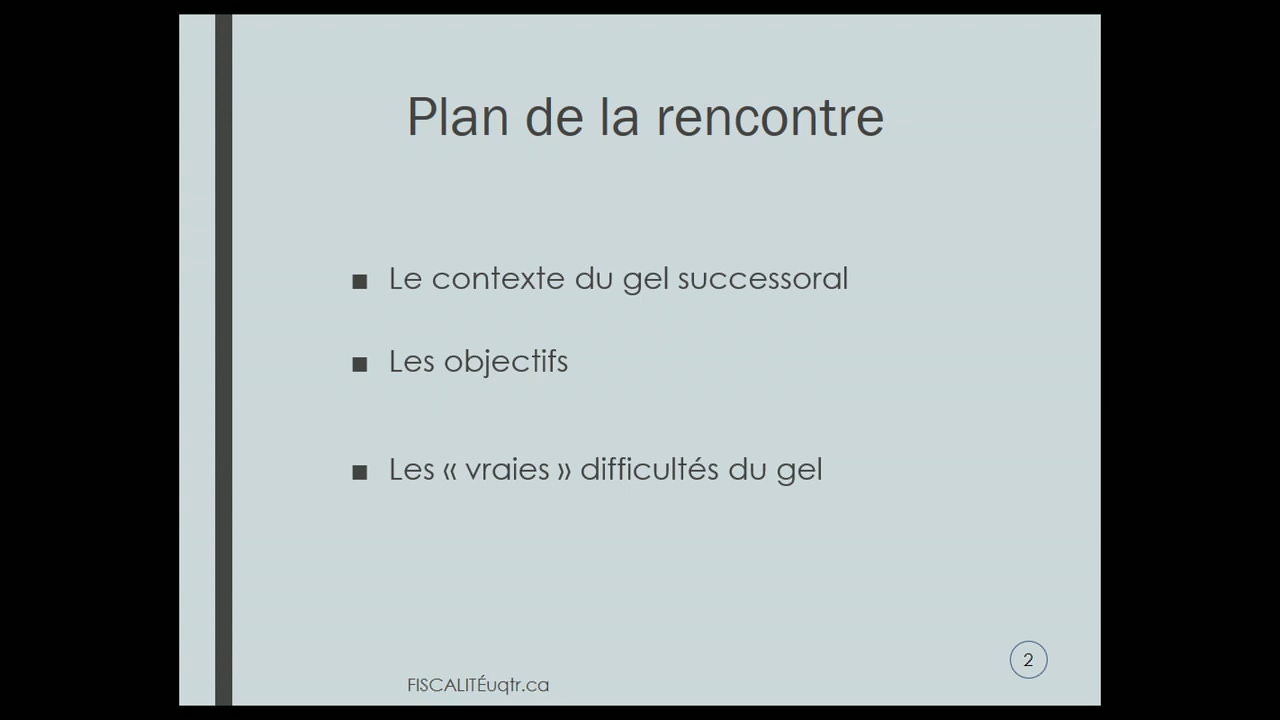 Plan de la rencontre
■ Le contexte du gel successoral
■ Les objectifs
■ Les « vraies » difficultés du gel
2
FISCALITÉuqtr.ca